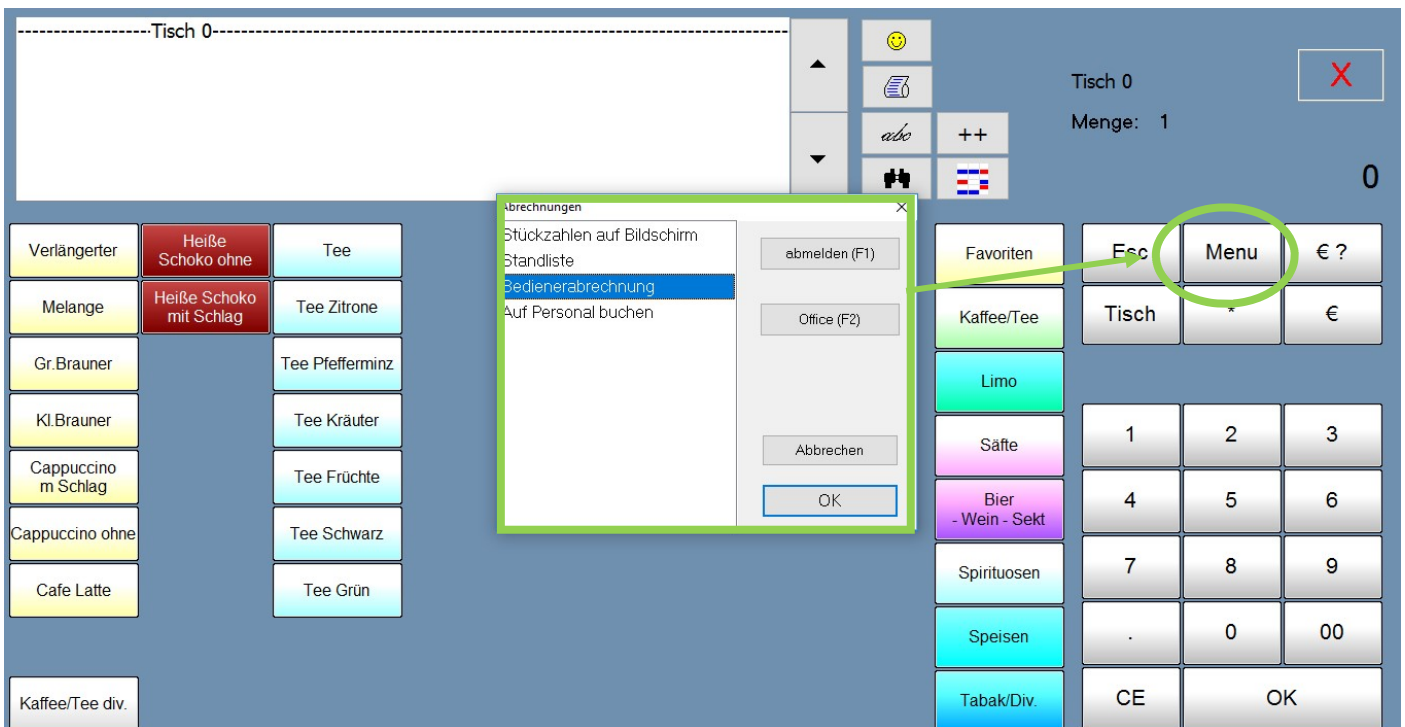 Tisch 0
abc
++
Tisch 0
X
Menge: 1
0
Abrechnungen
Stückzahlen auf Bildschirm
Standliste
Bedienerabrechnung
Auf Personal buchen
abmelden (F1)
Office (F2)
Abbrechen
OK
Verlängerter
Heiße
Schoko ohne
Tee
Melange
Heiße Schoko
mit Schlag
Tee Zitrone
Gr.Brauner
Tee Pfefferminz
Kl.Brauner
Tee Kräuter
Cappuccino
m Schlag
Tee Früchte
Cappuccino ohne
Tee Schwarz
Cafe Latte
Tee Grün
Kaffee/Tee div.
Favoriten
Kaffee/Tee
Limo
Säfte
Bier
- Wein - Sekt
Spirituosen
Speisen
Tabak/Div.
Esc
Menu
€ ?
Tisch
*
€
1
2
3
4
5
6
7
8
9
.
0
00
CE
OK